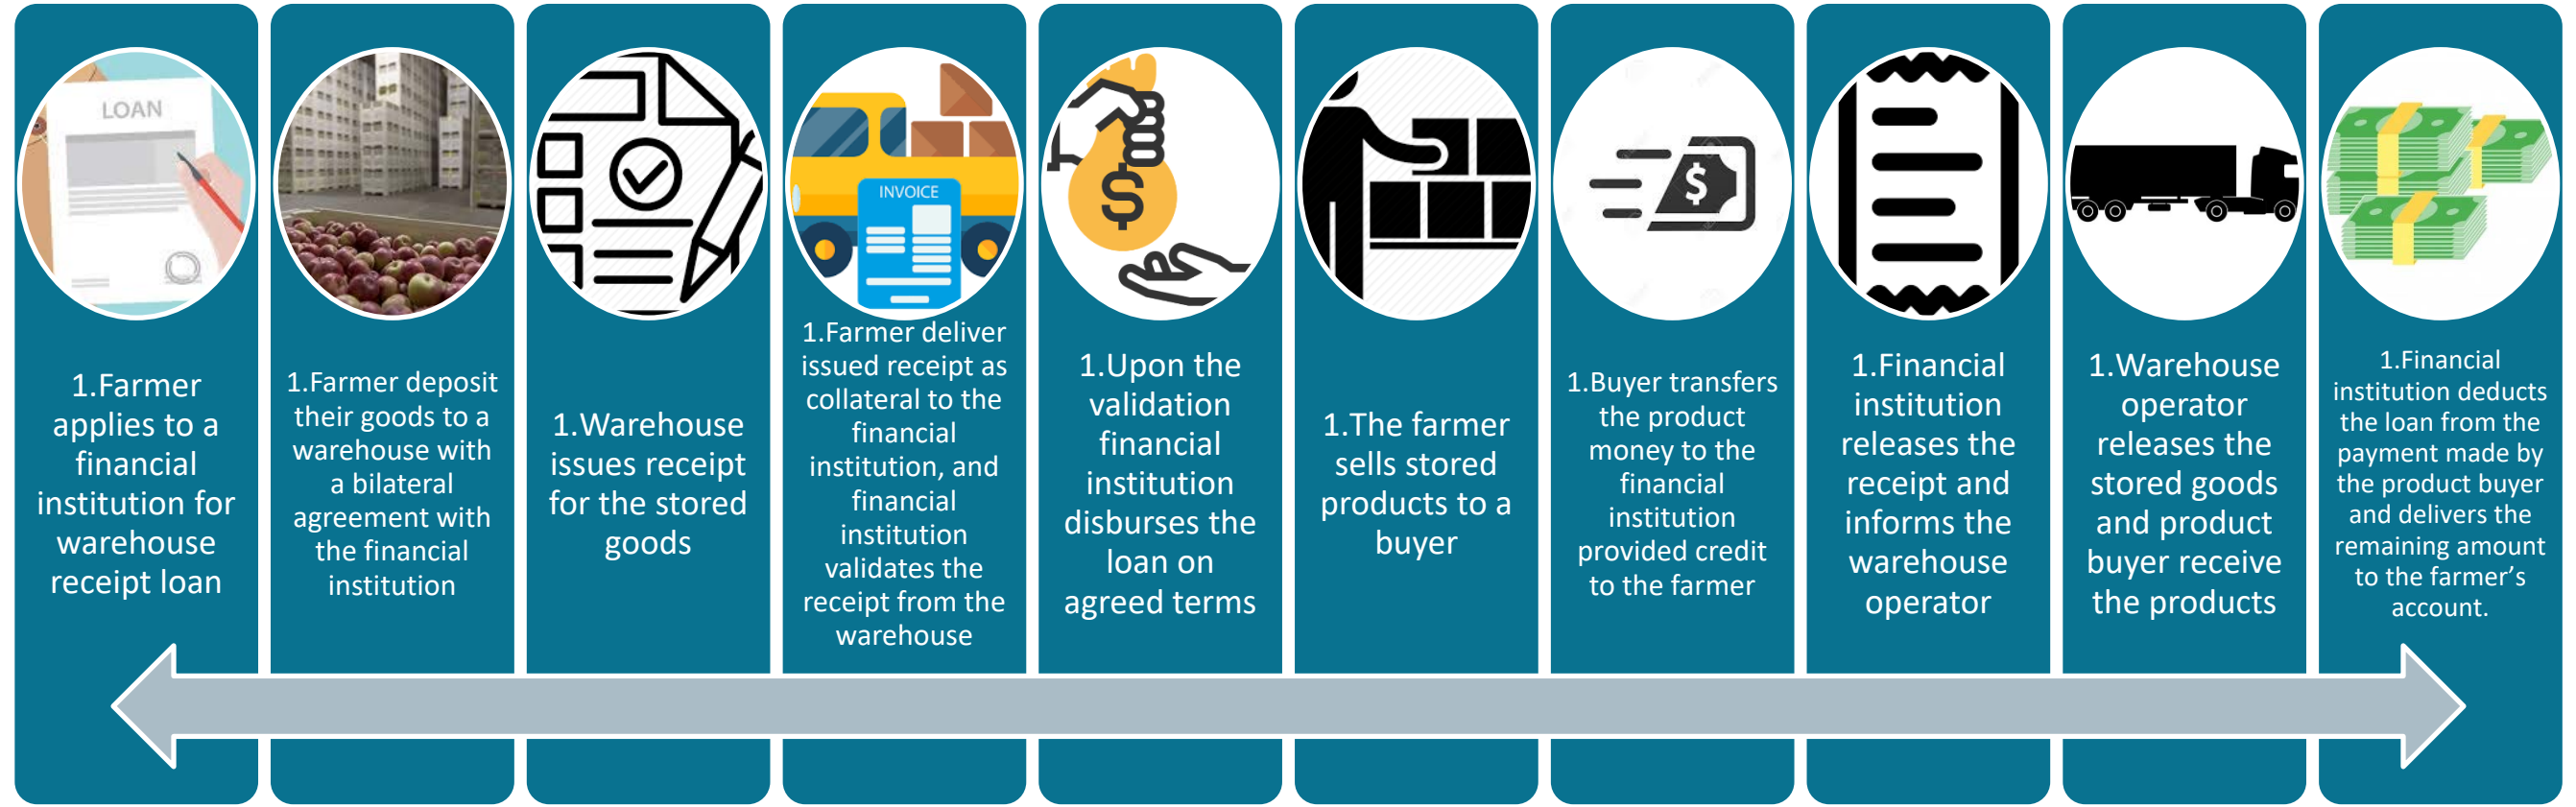 LOAN
1.Farmer
applies to a
financial
institution for
warehouse
receipt loan
1.Farmer deposit
their goods to a
warehouse with
a bilateral
agreement with
the financial
institution
1.Warehouse
issues receipt
for the stored
goods
INVOICE
1.Farmer deliver
issued receipt as
collateral to the
financial
institution, and
financial
institution
validates the
receipt from the
warehouse
$
1.Upon the
validation
financial
institution
disburses the
loan on
agreed terms
1.The farmer
sells stored
products to a
buyer
$
1.Buyer transfers
the product
money to the
financial
institution
provided credit
to the farmer
1.Financial
institution
releases the
receipt and
informs the
warehouse
operator
1.Warehouse
operator
releases the
stored goods
and product
buyer receive
the products
1.Financial
institution deducts
the loan from the
payment made by
the product buyer
and delivers the
remaining amount
to the farmer’s
account.